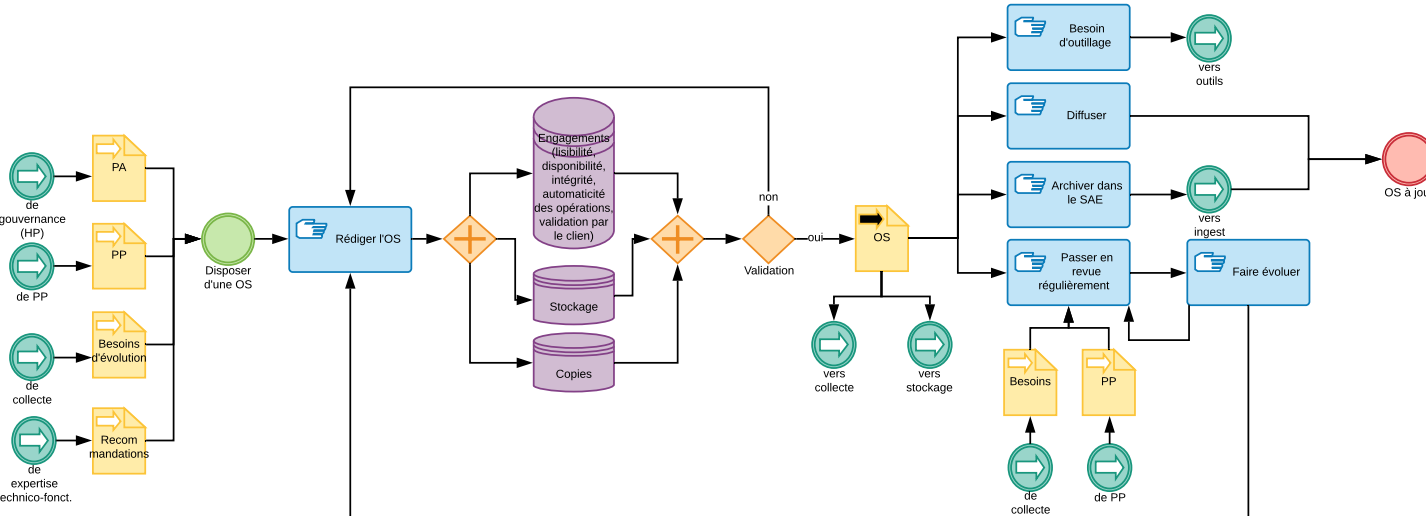 PA
de
gouvernance
(HP)
PP
de PP
Besoins
d'évolution
de
collecte
Recom
mandations
de
expertise
technico-fonct.
Disposer
d'une OS
Rédiger l'OS
Engagements
(lisibilité,
disponibilité,
intégrité,
automaticité
des opérations,
validation par
le clien)
Stockage
Copies
non
Validation
oui
OS
vers
collecte
vers
stockage
Besoin
d'outillage
vers
outils
Diffuser
Archiver dans
le SAE
vers
ingest
Passer en
revue
régulièrement
Faire évoluer
Besoins
PP
de
collecte
de PP
OS à jou